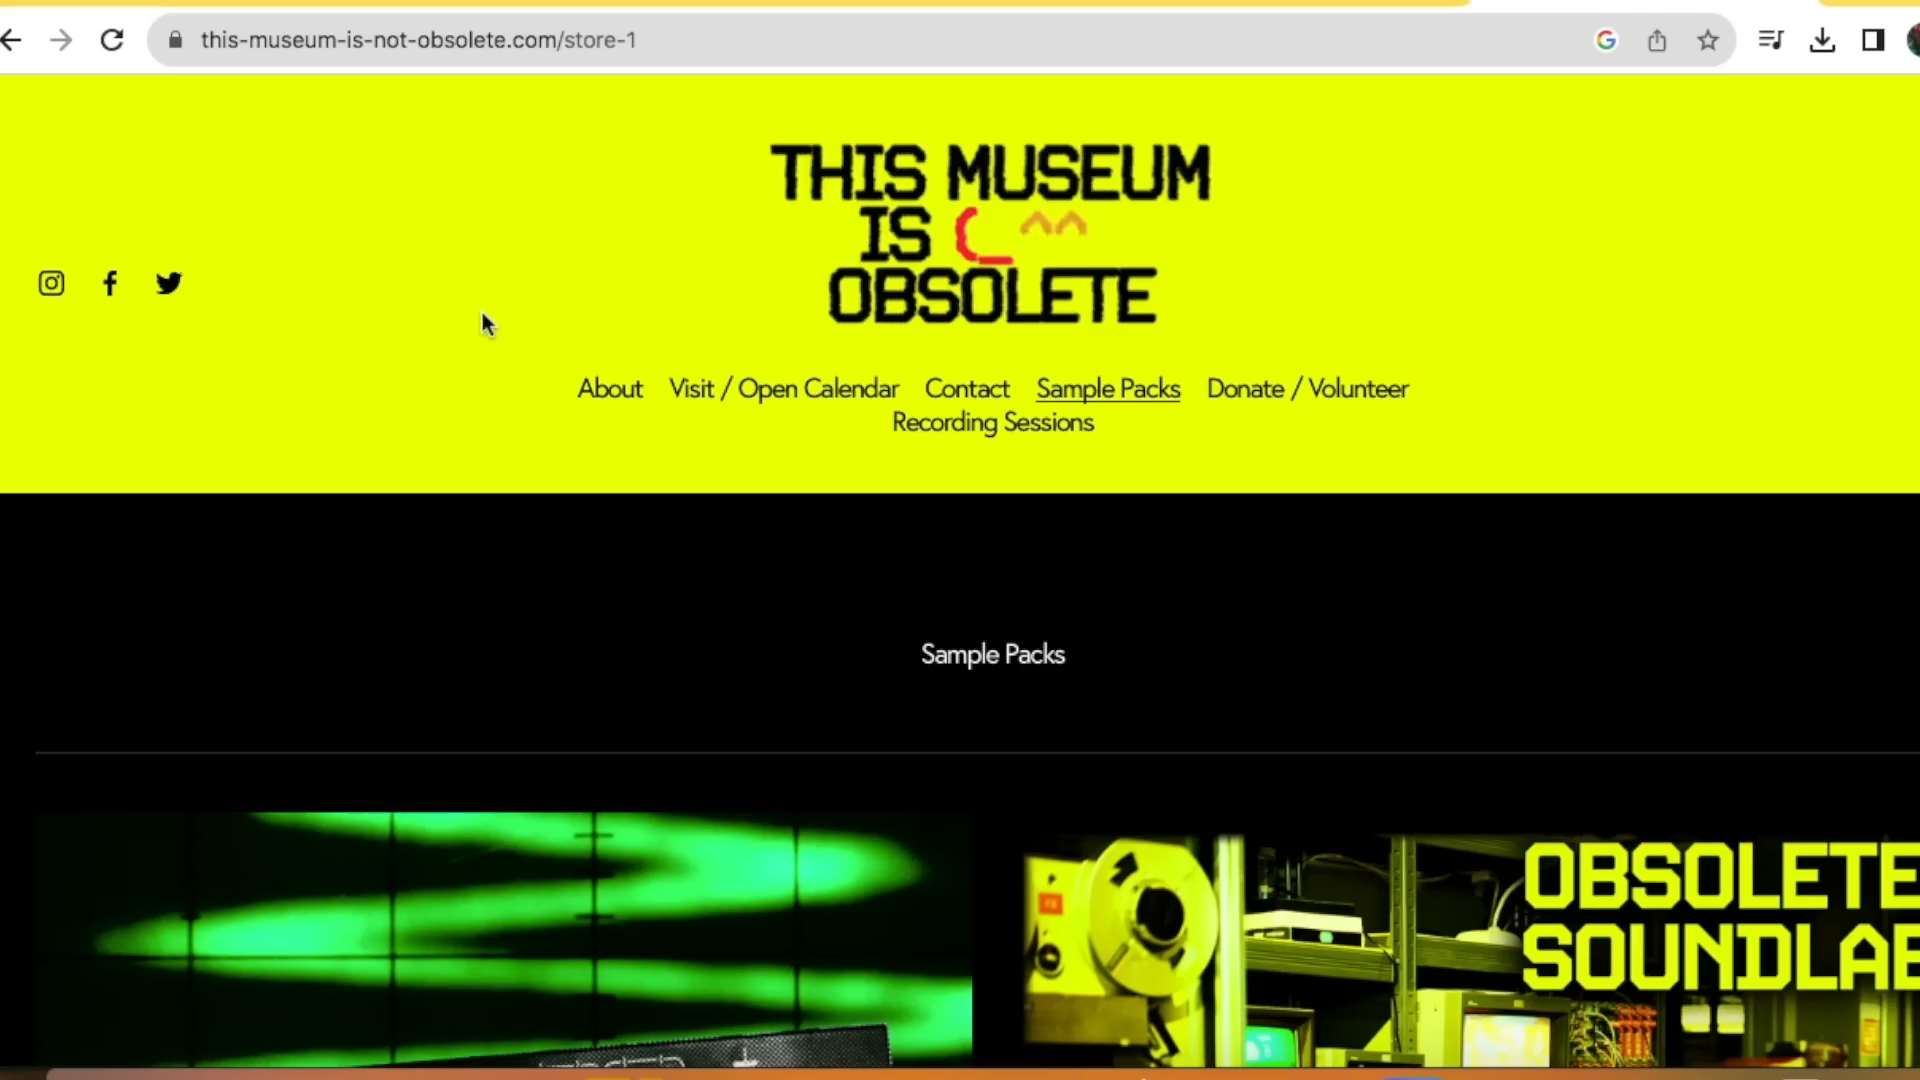 this-museum-is-not-obsolete.com/store-1
THIS MUSEUM
IS
OBSOLETE
About Visit / Open Calendar Contact Sample Packs Donate / Volunteer
Recording Sessions
Sample Packs
OBSOLETE
SOUNDLAB